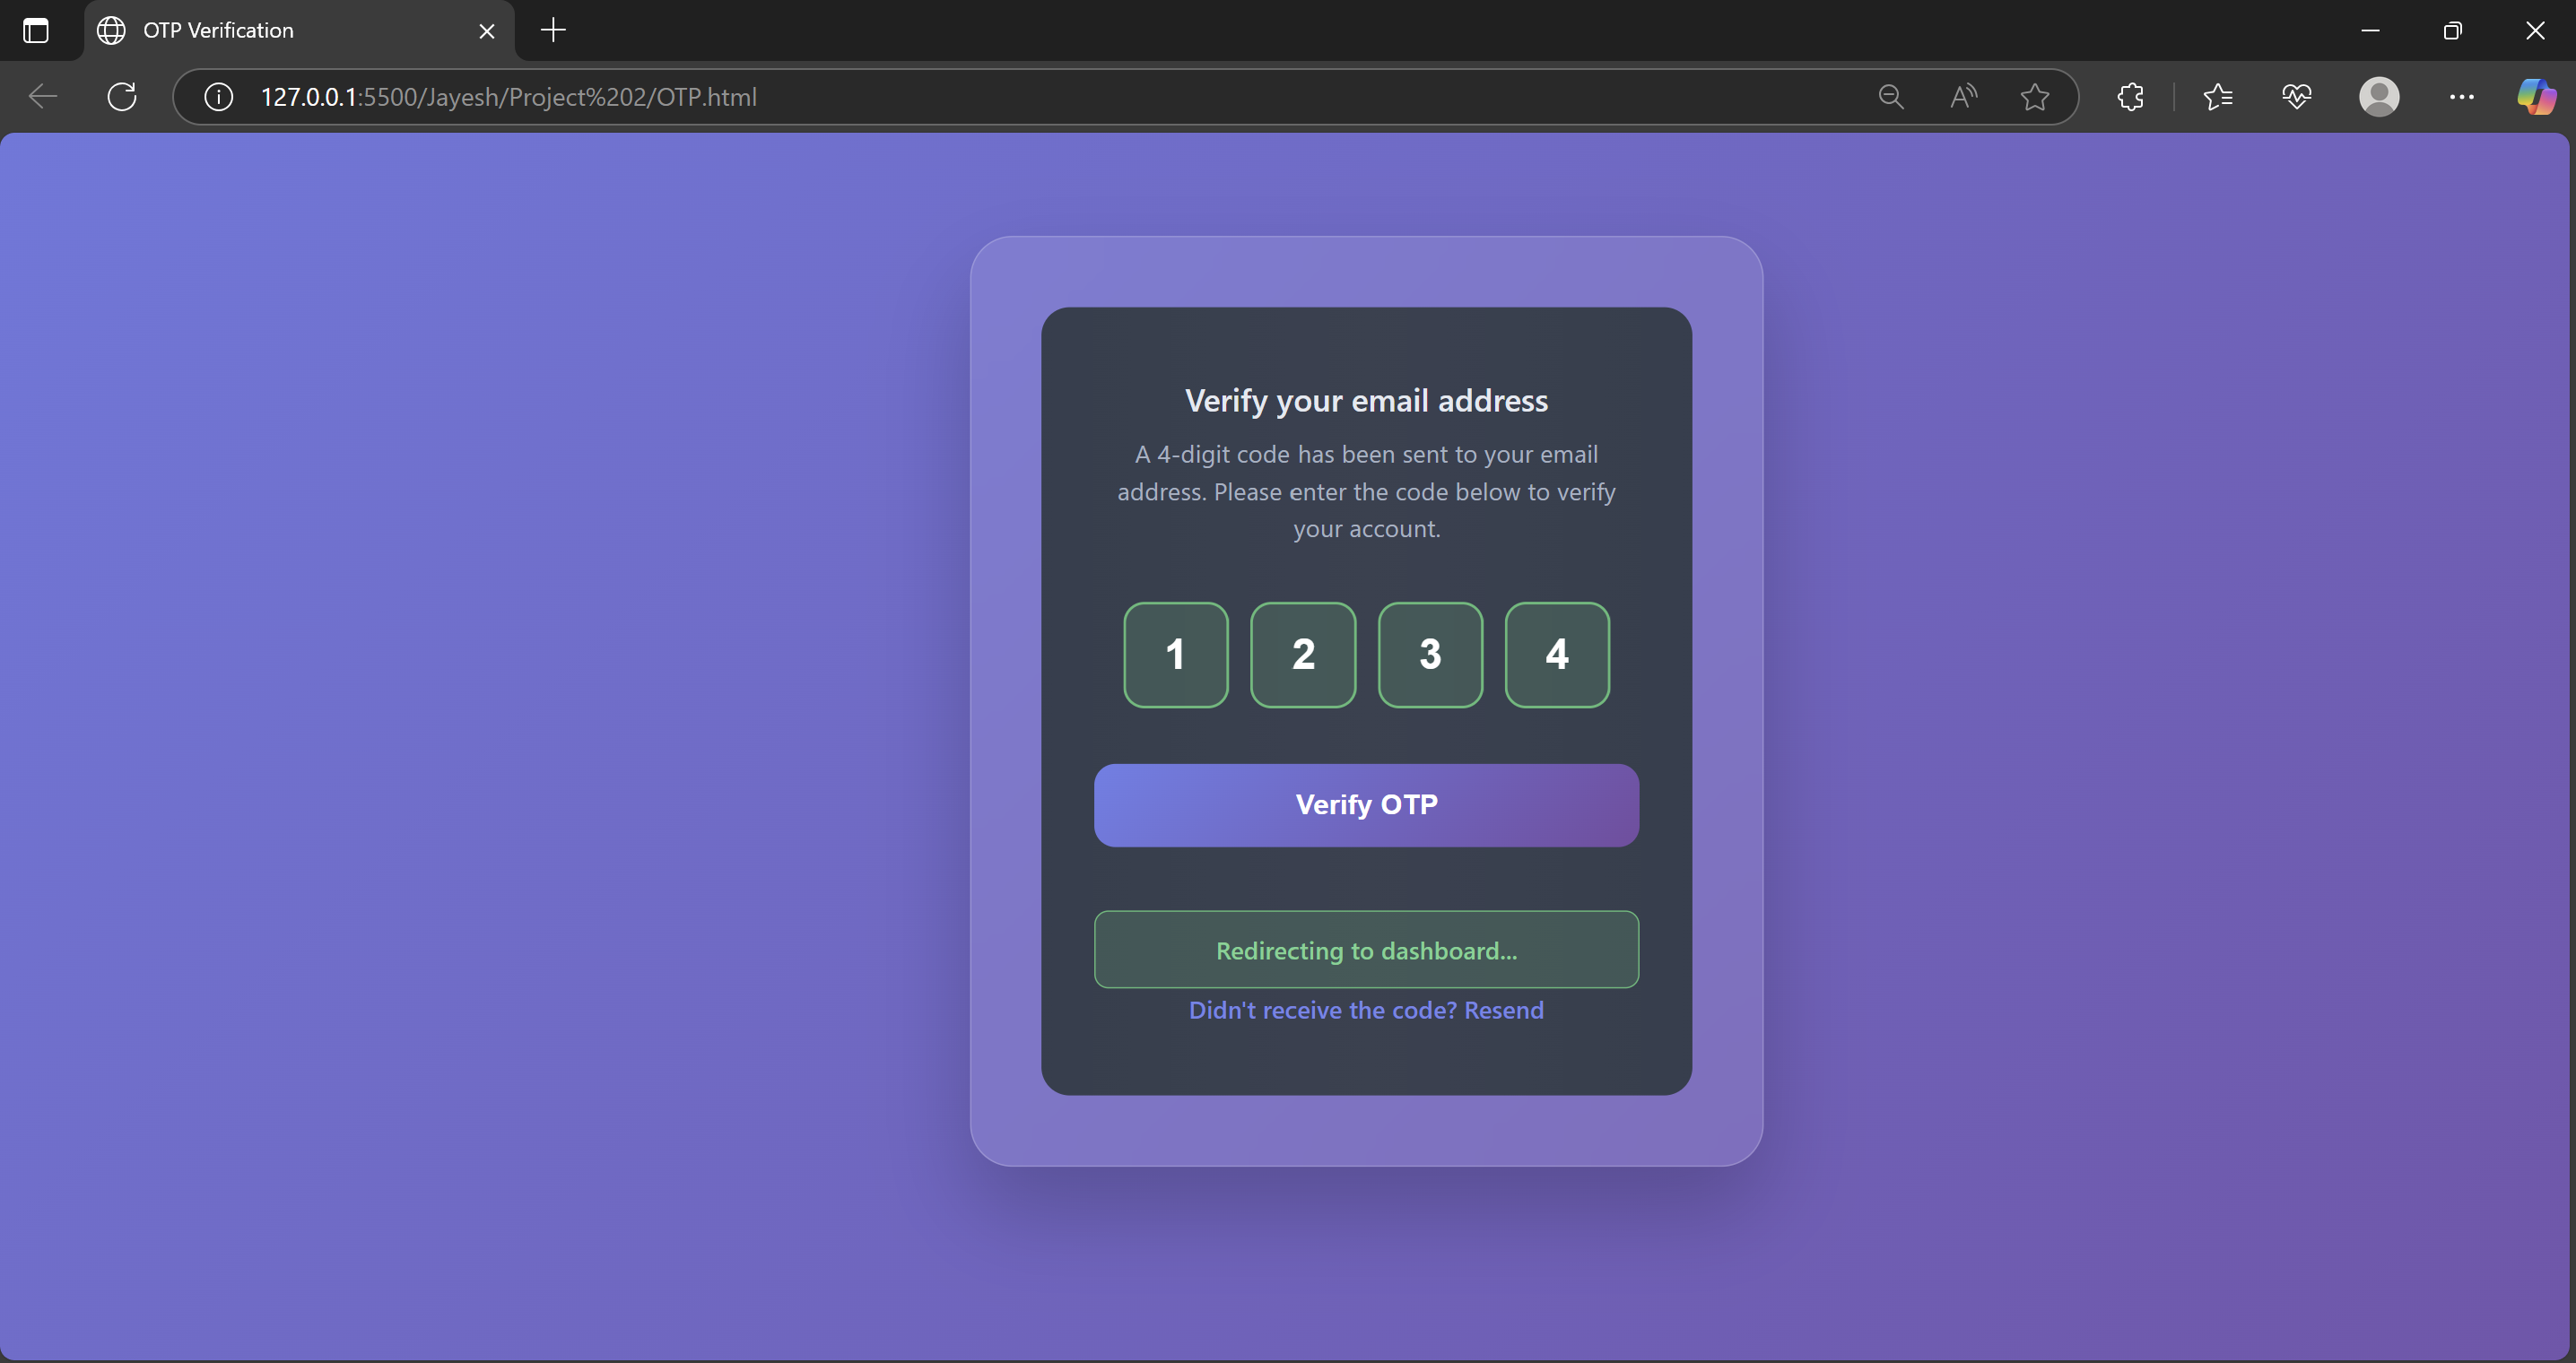 OTP Verification
127.0.0.1:5500/Jayesh/Project%202/OTP.html
Verify your email address
A 4-digit code has been sent to your email
address. Please enter the code below to verify
your account.
1 2 3 4
Verify OTP
Redirecting to dashboard...
Didn't receive the code? Resend